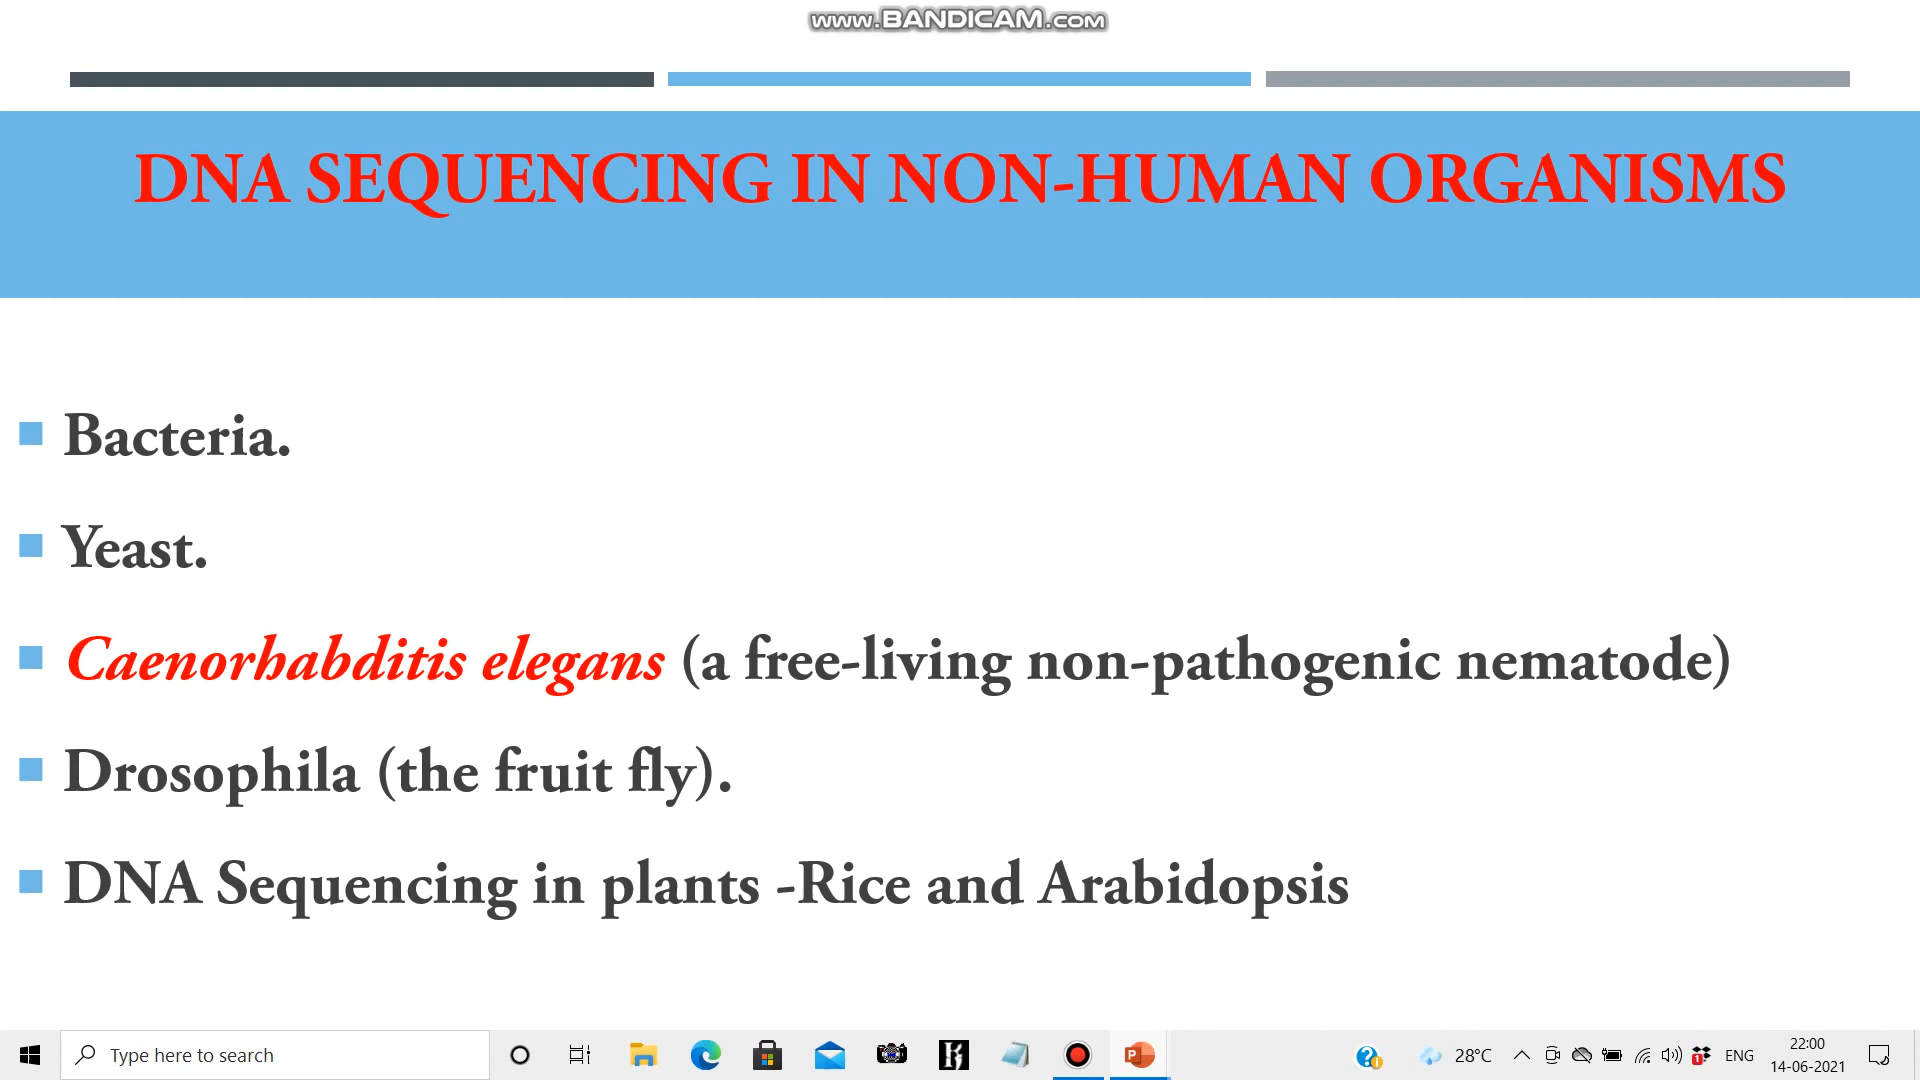 www.BANDICAM.com
DNA SEQUENCING IN NON-HUMAN ORGANISMS
Bacteria.
Yeast.
Caenorhabditis elegans (a free-living non-pathogenic nematode)
Drosophila (the fruit fly).
DNA Sequencing in plants -Rice and Arabidopsis
Type here to search
28°C
1
ENG
22:00
14-06-2021